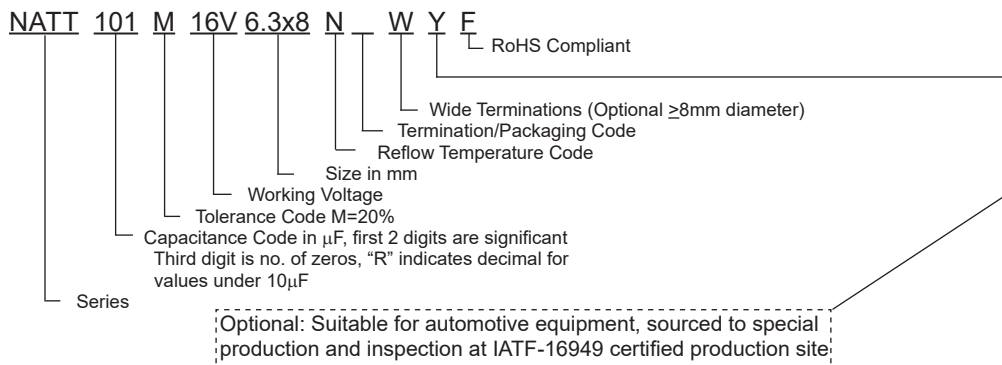 NATT 101 M 16V 6.3x8 N _ W Y F
RoHS Compliant
Wide Terminations (Optional ≥8mm diameter)
Termination/Packaging Code
Reflow Temperature Code
Size in mm
Working Voltage
Tolerance Code M=20%
Capacitance Code in μF, first 2 digits are significant
Third digit is no. of zeros, “R” indicates decimal for
values under 10μF
Series
Optional: Suitable for automotive equipment, sourced to special
production and inspection at IATF-16949 certified production site